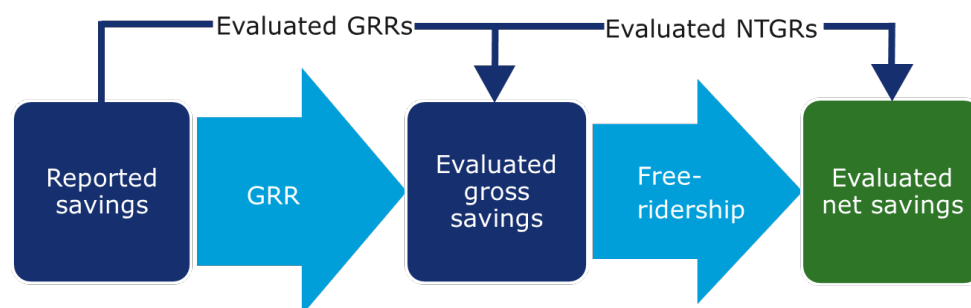 Evaluated GRRs
Evaluated NTGRs
Reported
savings
GRR
Evaluated
gross
savings
Free-
ridership
Evaluated
net savings